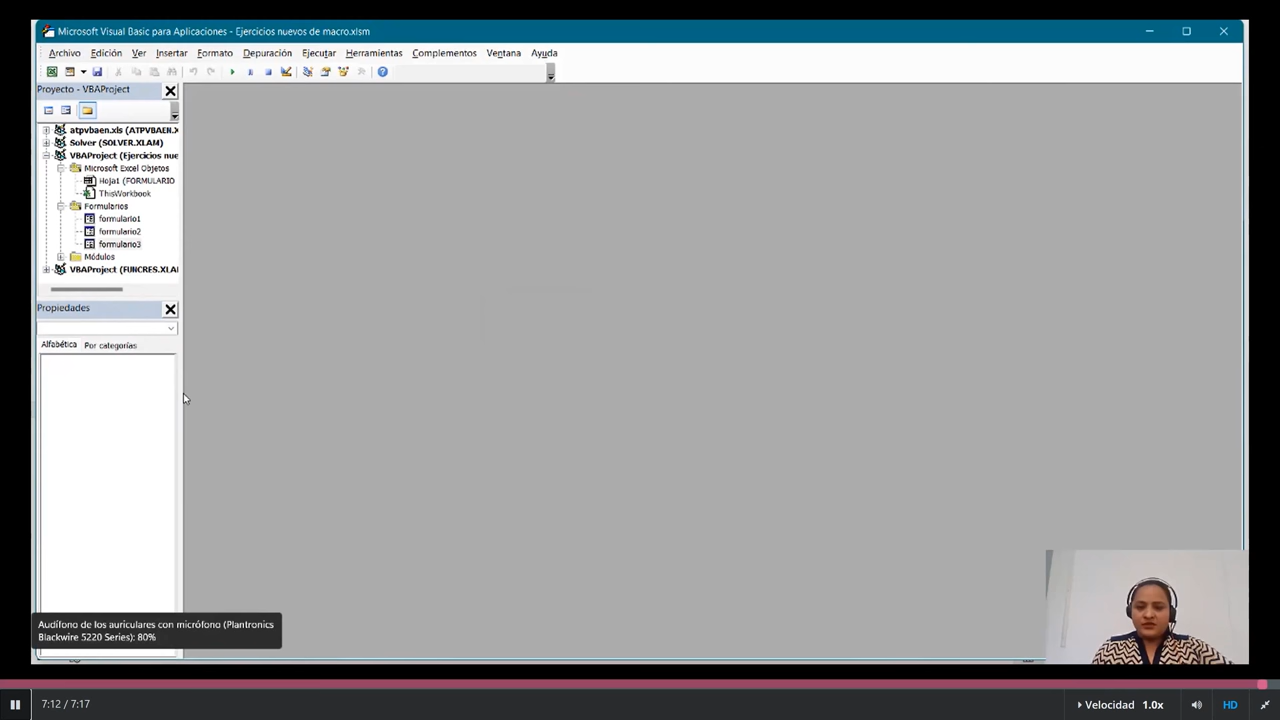 Microsoft Visual Basic para Aplicaciones - Ejercicios nuevos de macro.xlsm
Archivo Edición Ver Insertar Formato Depuración Ejecutar Herramientas Complementos Ventana Ayuda
Proyecto - VBAProject
atpvbaen.xls (ATPVBAEN.X
Solver (SOLVER.XLAM)
VBAProject (Ejercicios nue
Microsoft Excel Objetos
Hoja1 (FORMULARIO
ThisWorkbook
Formularios
formulario1
formulario2
formulario3
Módulos
VBAProject (FUNCRES.XLAI
Propiedades
Alfabética Por categorías
Audífono de los auriculares con micrófono (Plantronics
Blackwire 5220 Series): 80%
7:12 / 7:17
Velocidad 1.0x
HD